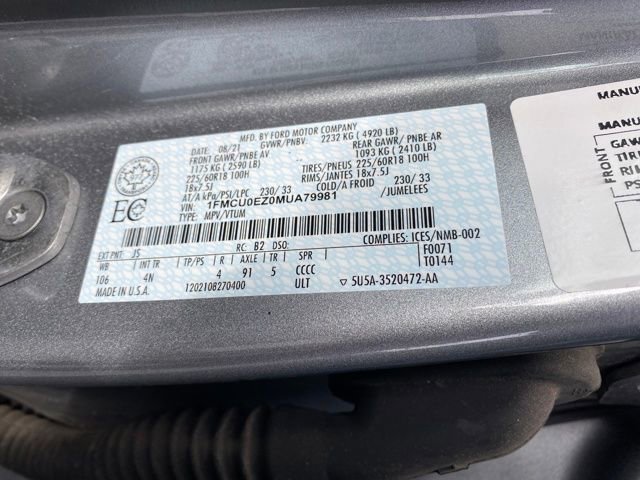 MFD. BY FORD MOTOR COMPANY
DATE: 08/21 GVWR/PNBV: 2232 KG ( 4920 LB)
FRONT GAWR/PNBE AV REAR GAWR/ PNBE AR
1175 KG ( 2590 LB) 1093 KG ( 2410 LB)
225/60R18 100H TIRES/PNEUS 225/60R18 100H
18x7.5J RIMS/JANTES 18x7.5J
AT/A kPa/PSI/LPC 230/ 33 COLD/A FROID 230/ 33
VIN: 1FMCU0EZ0MUA79981 /JUMELEES
TYPE: MPV/VTUM
EC
EXT PNT: JS RC: B2 DSO: COMPLIES: ICES/NMB-002
WB INT TR TP/PS R AXLE TR SPR F0071
106 4N 4 91 5 CCCC T0144
MADE IN U.S.A. 1202108270400 ULT ▽ 5U5A-3520472-AA
MANU
MANU
FRONT
GAW
TIR
RIM